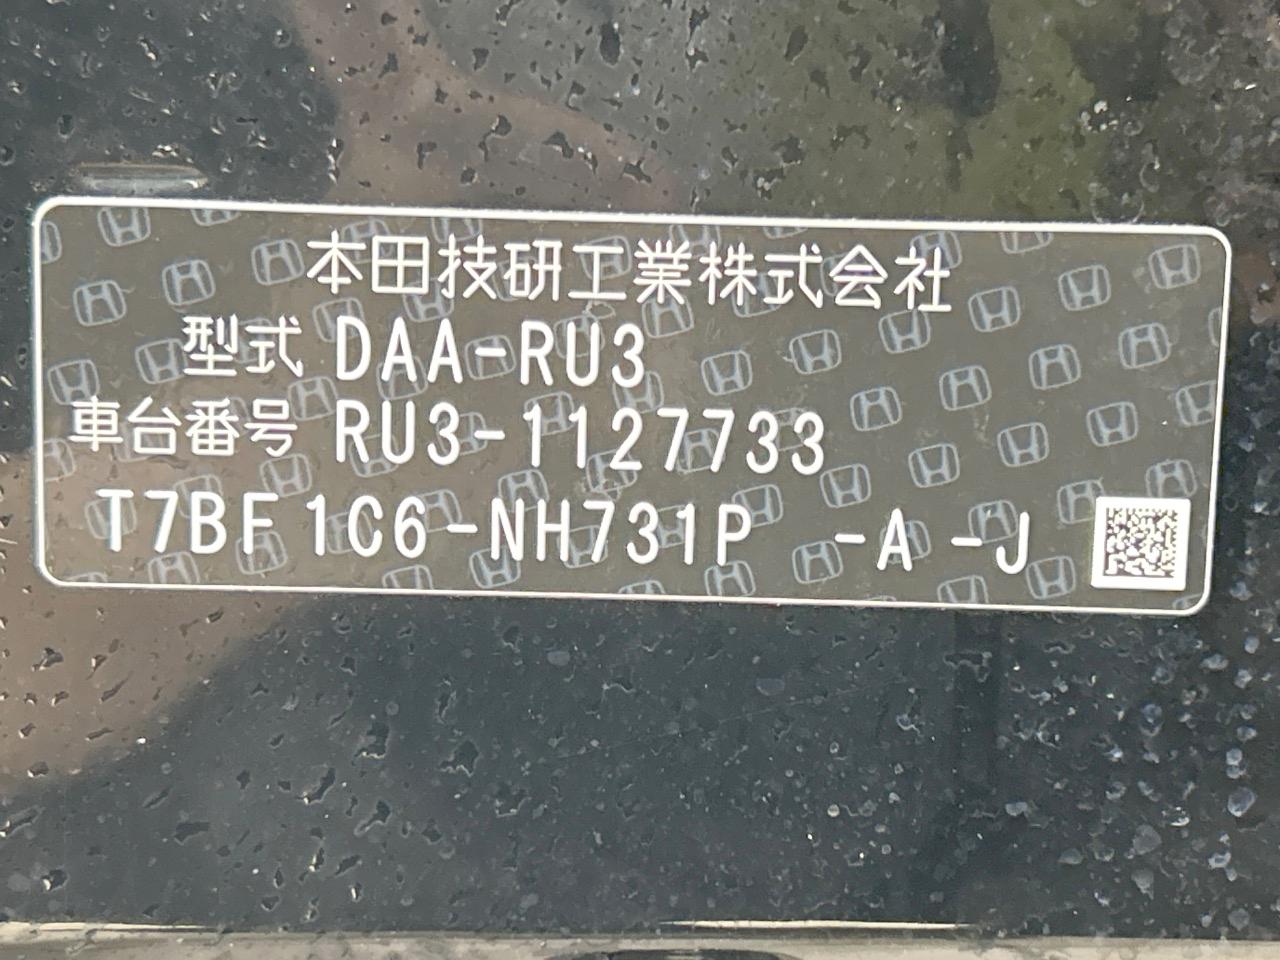 本田技研工業株式会社
型式 DAA-RU3
車台番号 RU3-1127733
T7BF1C6-NH731P -A -J